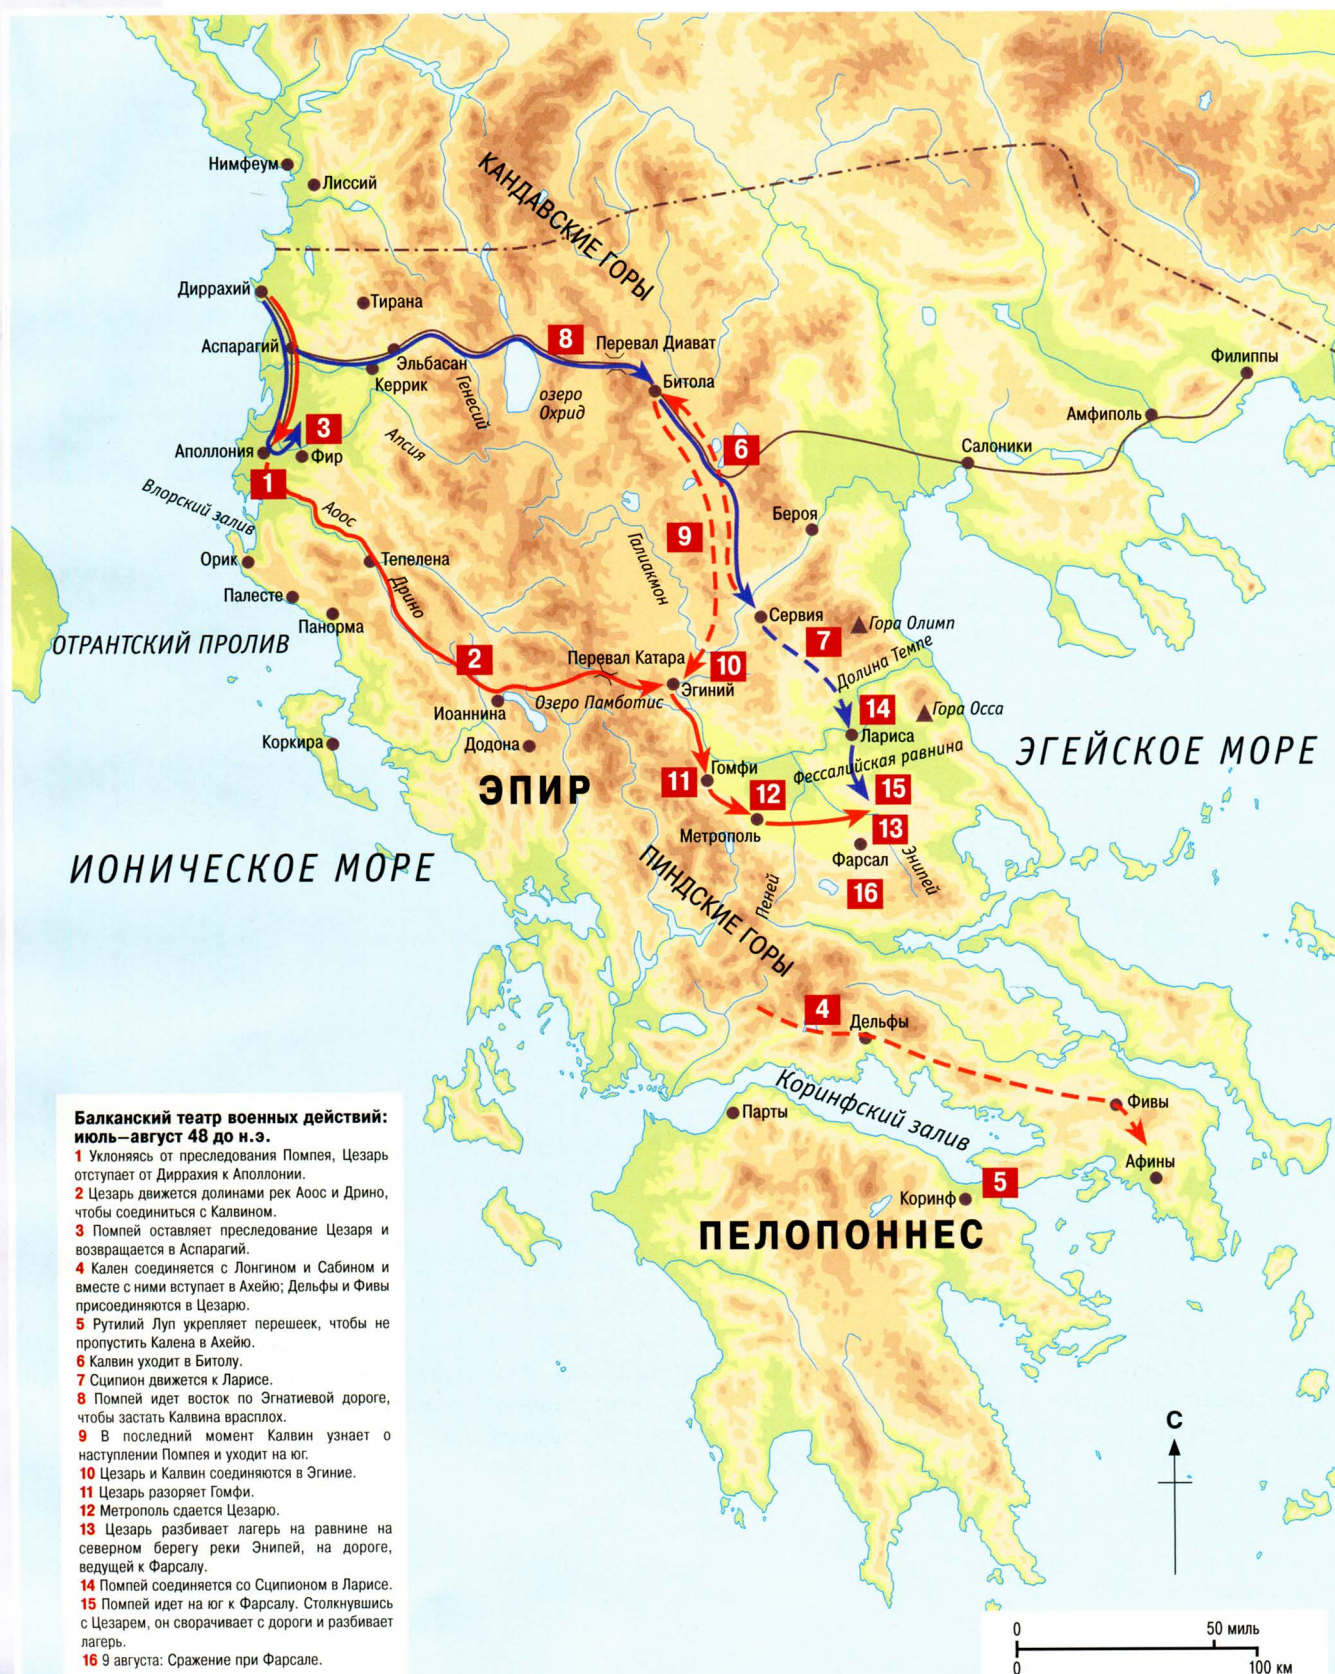 Нимфеум
Лиссий
КАНДАВСКИЕ ГОРЫ
Диррахий
Тирана
Аспарагий
Эльбасан
Керрик
Генесий
8
Перевал Диават
озеро
Охрид
Битола
Филиппы
Амфиполь
Салоники
3
Аполлония
Фир
Апсия
6
1
Влорский залив
Аоос
9
Бероя
Галиакмон
Орик
Тепелена
Дрино
Палесте
Панорма
Сервия
7
Гора Олимп
ОТРАНТСКИЙ ПРОЛИВ
2
Перевал Катара
10
Долина Темпе
Эгиний
Озеро Памботис
Иоаннина
14
Гора Осса
Коркира
Додона
Лариса
ЭГЕЙСКОЕ МОРЕ
ЭПИР
11
Гомфи
Фессалийская равнина
12
15
Метрополь
13
Фарсал
Энипей
ИОНИЧЕСКОЕ МОРЕ
ПИНДСКИЕ ГОРЫ
Пеней
16
4
Дельфы
Коринфский залив
Парты
Фивы
Афины
5
Коринф
ПЕЛОПОННЕС
Балканский театр военных действий:
июль—август 48 до н.э.
1 Уклоняясь от преследования Помпея, Цезарь
отступает от Диррахия к Аполлонии.
2 Цезарь движется долинами рек Аоос и Дрино,
чтобы соединиться с Калвином.
3 Помпей оставляет преследование Цезаря и
возвращается в Аспарагий.
4 Кален соединяется с Лонгином и Сабином и
вместе с ними вступает в Ахейю; Дельфы и Фивы
присоединяются в Цезарю.
5 Рутилий Луп укрепляет перешеек, чтобы не
пропустить Калена в Ахейю.
6 Калвин уходит в Битолу.
7 Сципион движется к Ларисе.
8 Помпей идет восток по Эгнатиевой дороге,
чтобы застать Калвина врасплох.
9 В последний момент Калвин узнает о
наступлении Помпея и уходит на юг.
10 Цезарь и Калвин соединяются в Эгиние.
11 Цезарь разоряет Гомфи.
12 Метрополь сдается Цезарю.
13 Цезарь разбивает лагерь на равнине на
северном берегу реки Энипей, на дороге,
ведущей к Фарсалу.
14 Помпей соединяется со Сципионом в Ларисе.
15 Помпей идет на юг к Фарсалу. Столкнувшись
с Цезарем, он сворачивает с дороги и разбивает
лагерь.
16 9 августа: Сражение при Фарсале.
С
0 50 миль
0 100 км